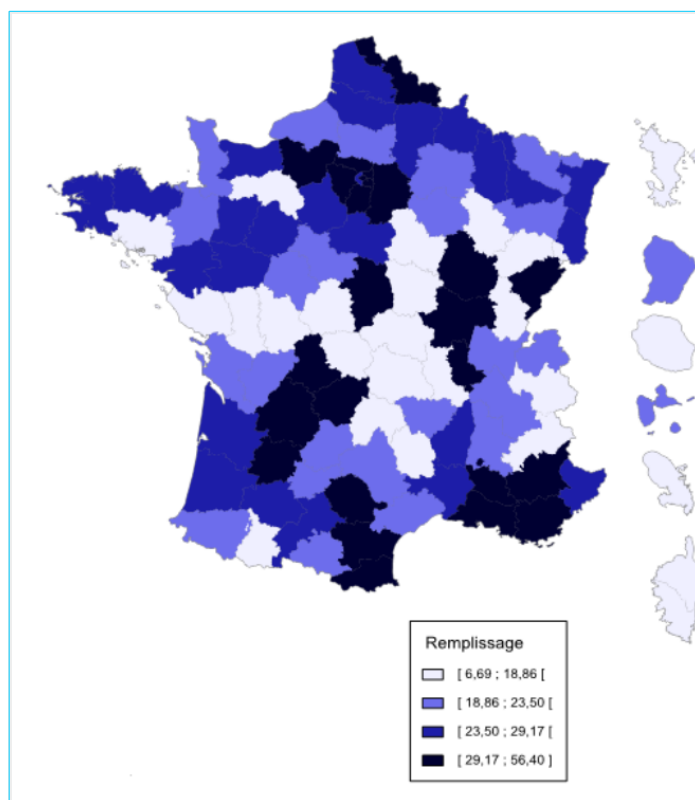 Remplissage
[ 6,69 ; 18,86 [
[ 18,86 ; 23,50 [
[ 23,50 ; 29,17 [
[ 29,17 ; 56,40 ]